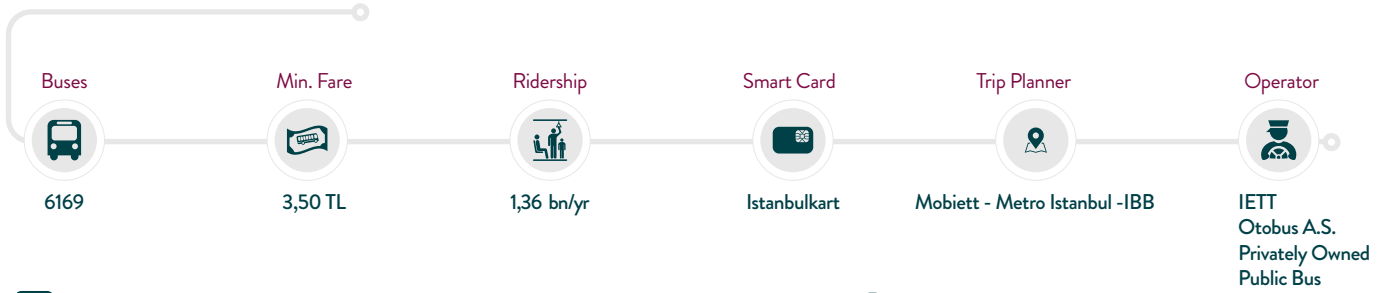 Buses
Min. Fare
Ridership
Smart Card
Trip Planner
Operator
6169
3,50 TL
1,36 bn/yr
Istanbulkart
Mobiett - Metro Istanbul -IBB
IETT
Otobus A.S.
Privately Owned
Public Bus